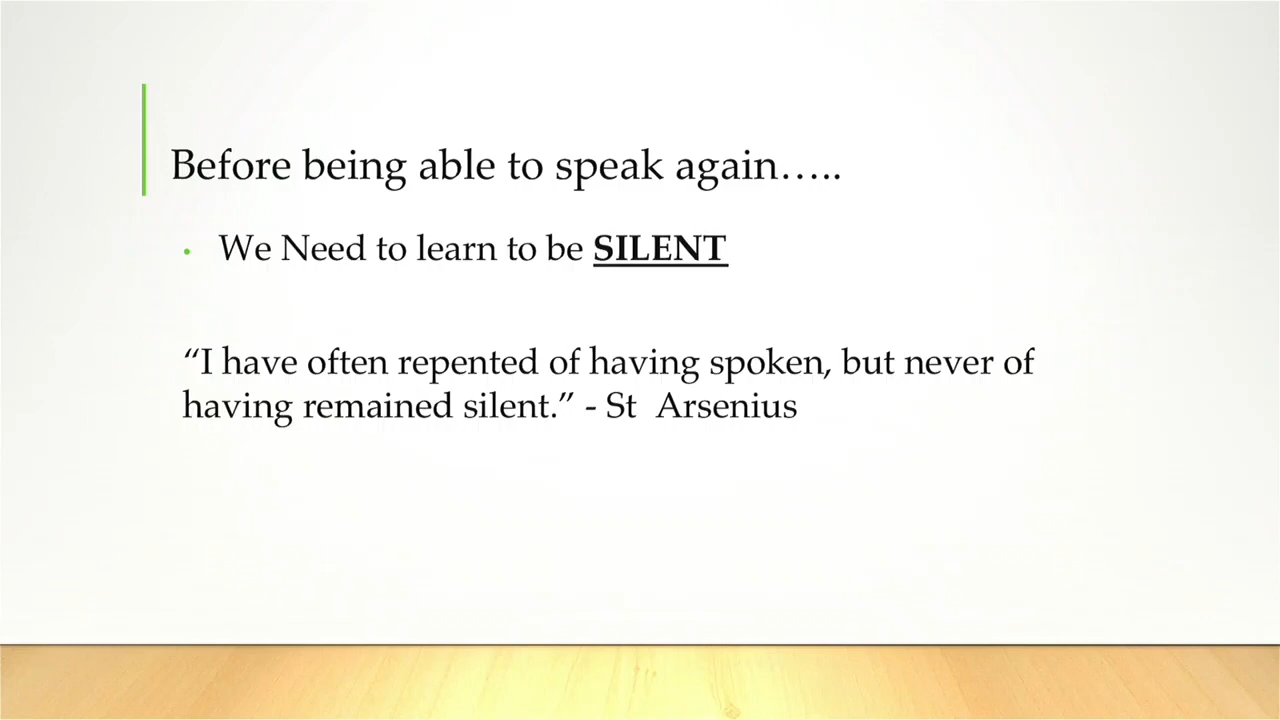 Before being able to speak again…..
• We Need to learn to be SILENT
“I have often repented of having spoken, but never of
having remained silent.” - St  Arsenius